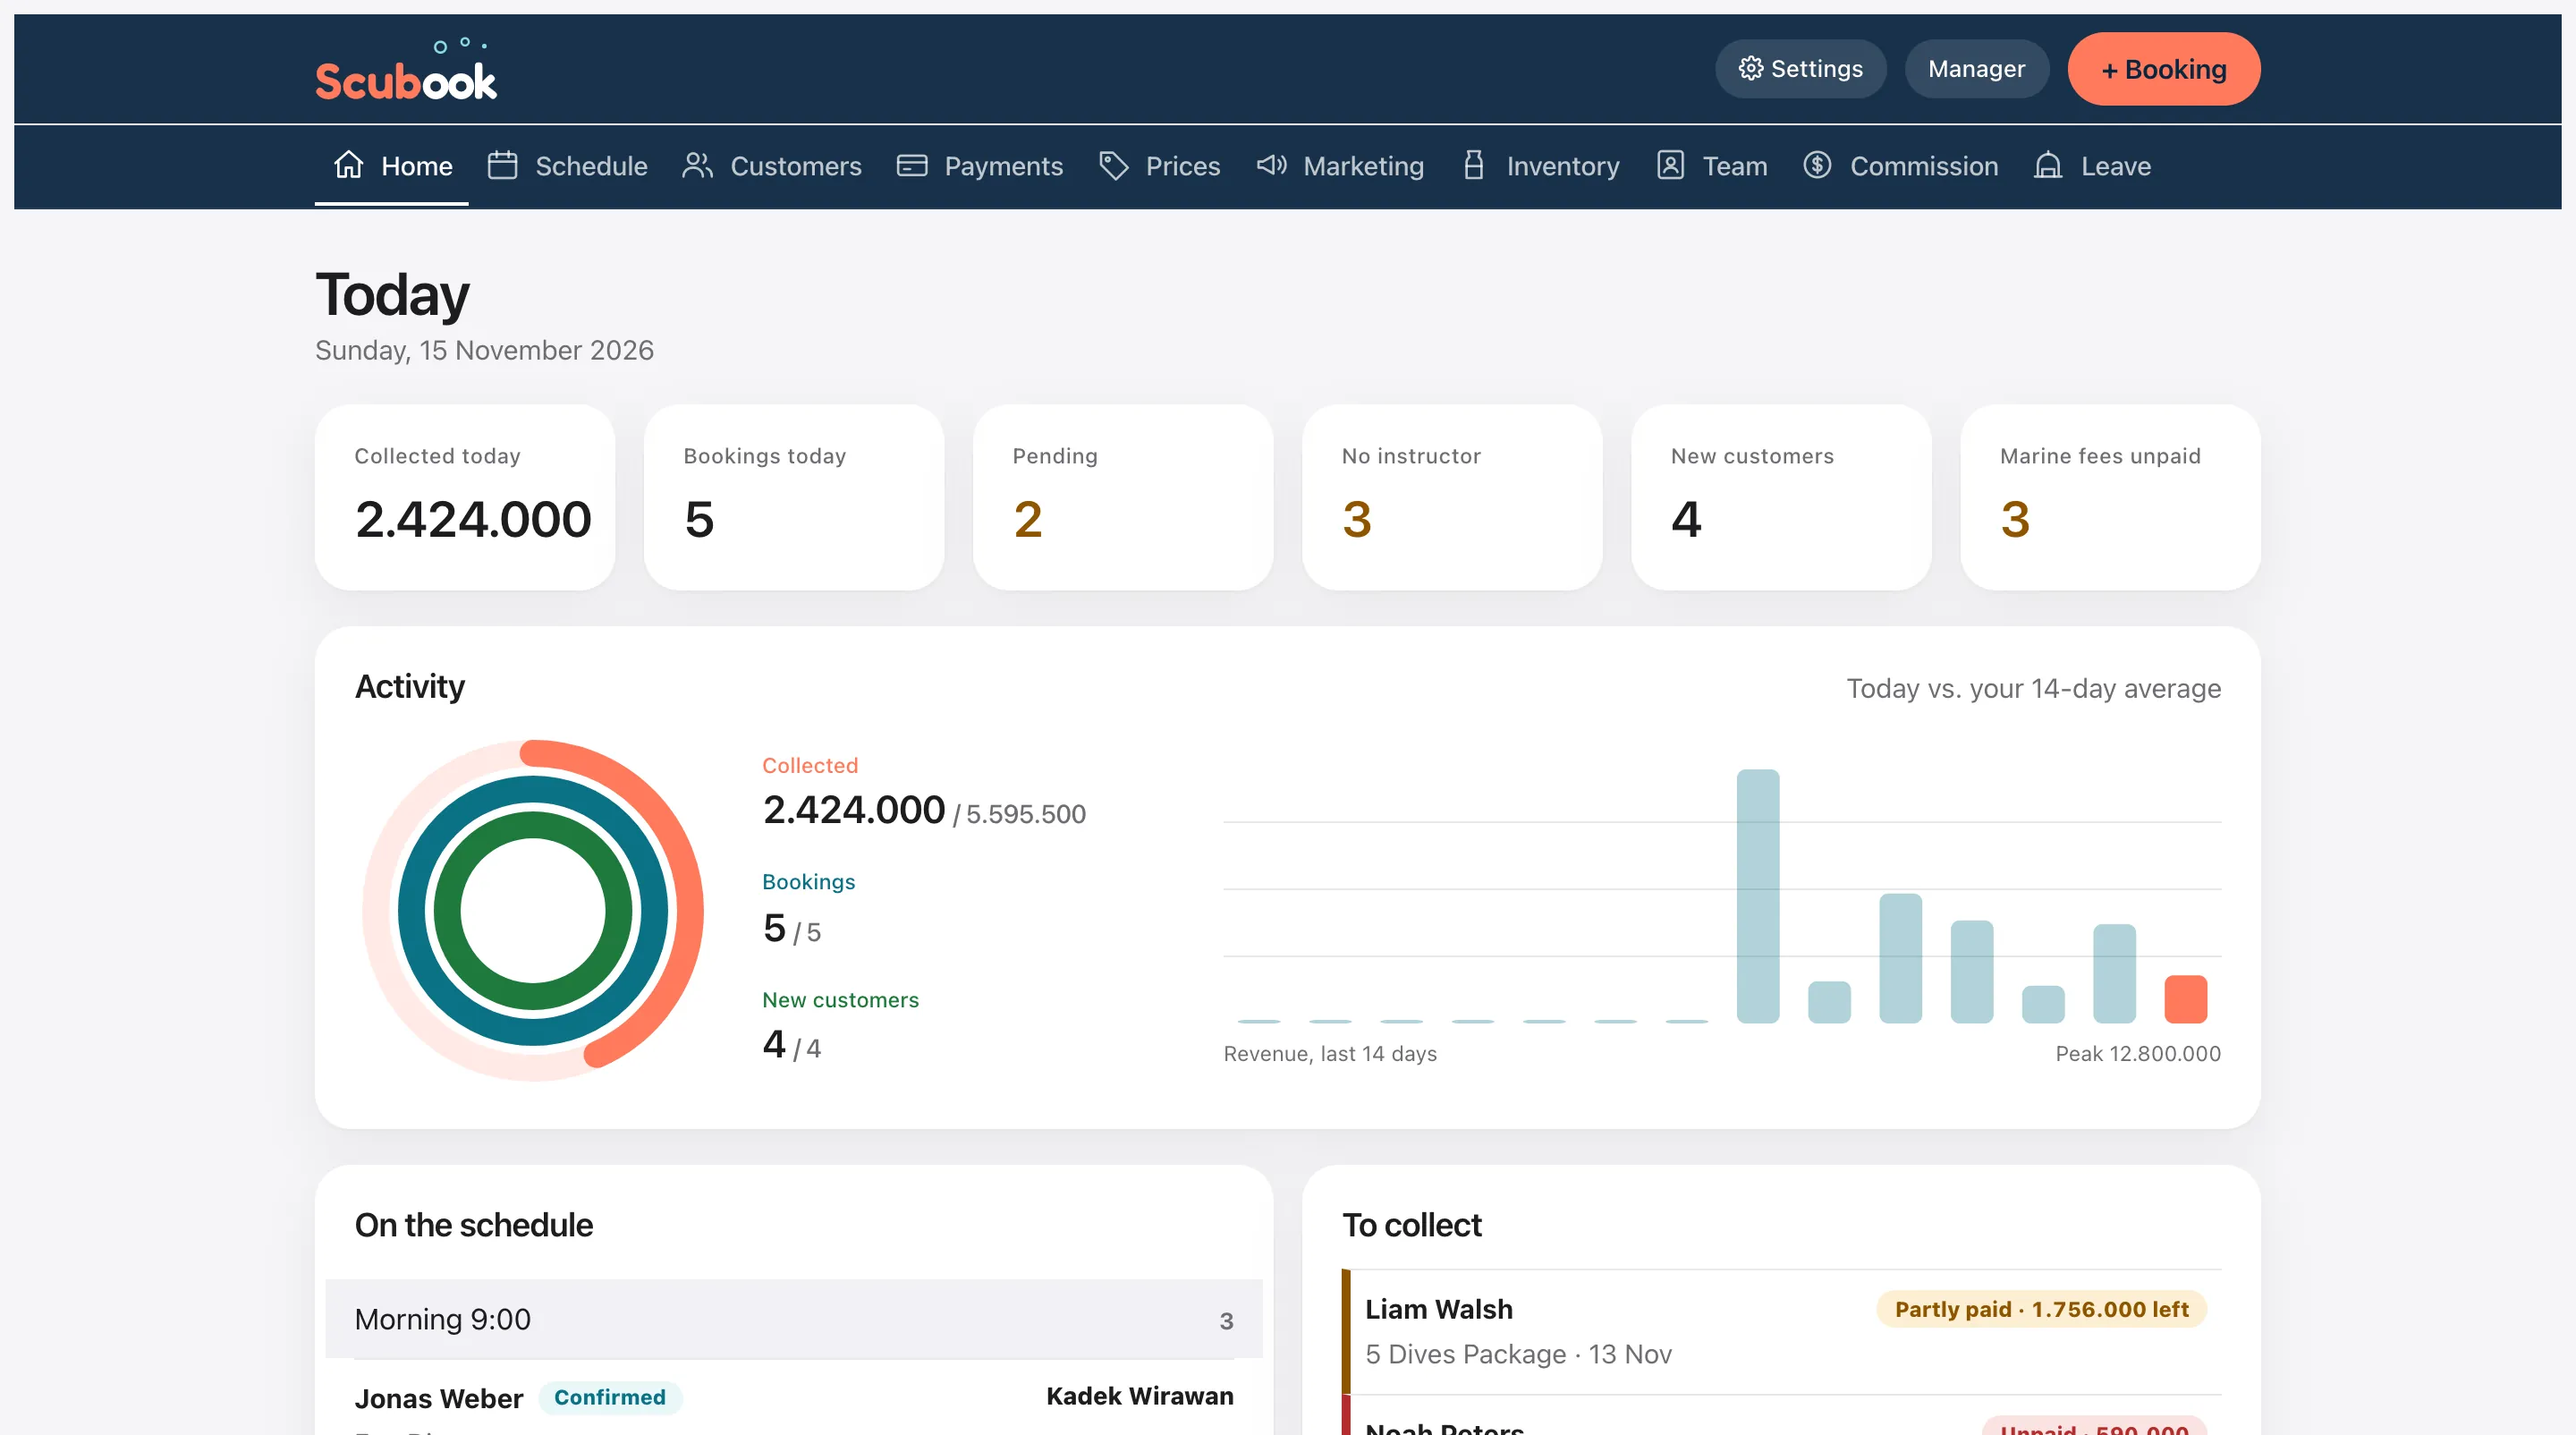 Scubook
Settings
Manager
+ Booking
Home
Schedule
Customers
Payments
Prices
Marketing
Inventory
Team
Commission
Leave
Today
Sunday, 15 November 2026
Collected today
2.424.000
Bookings today
5
Pending
2
No instructor
3
New customers
4
Marine fees unpaid
3
Activity
Today vs. your 14-day average
Collected
2.424.000 / 5.595.500
Bookings
5 / 5
New customers
4 / 4
Revenue, last 14 days
Peak 12.800.000
On the schedule
Morning 9:00
3
Jonas Weber
Confirmed
Kadek Wirawan
To collect
Liam Walsh
Partly paid · 1.756.000 left
5 Dives Package · 13 Nov
Noah Peters
Unpaid · 590.000